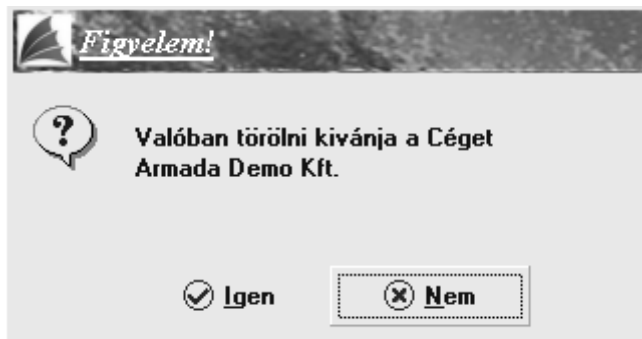 Figyelem!
Valóban törölni kivánja a Céget
Armada Demo Kft.
Igen
Nem